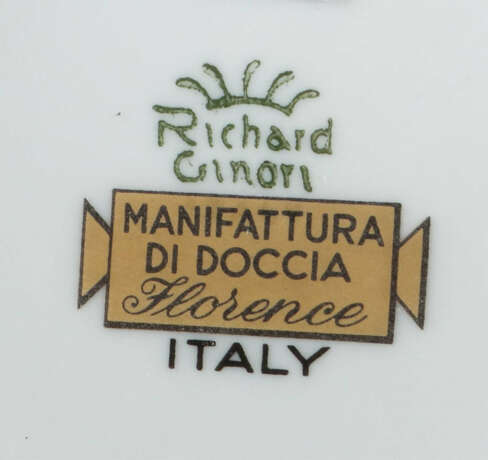 Richard
Ginori
MANIFATTURA
DI DOCCIA
Florence
ITALY